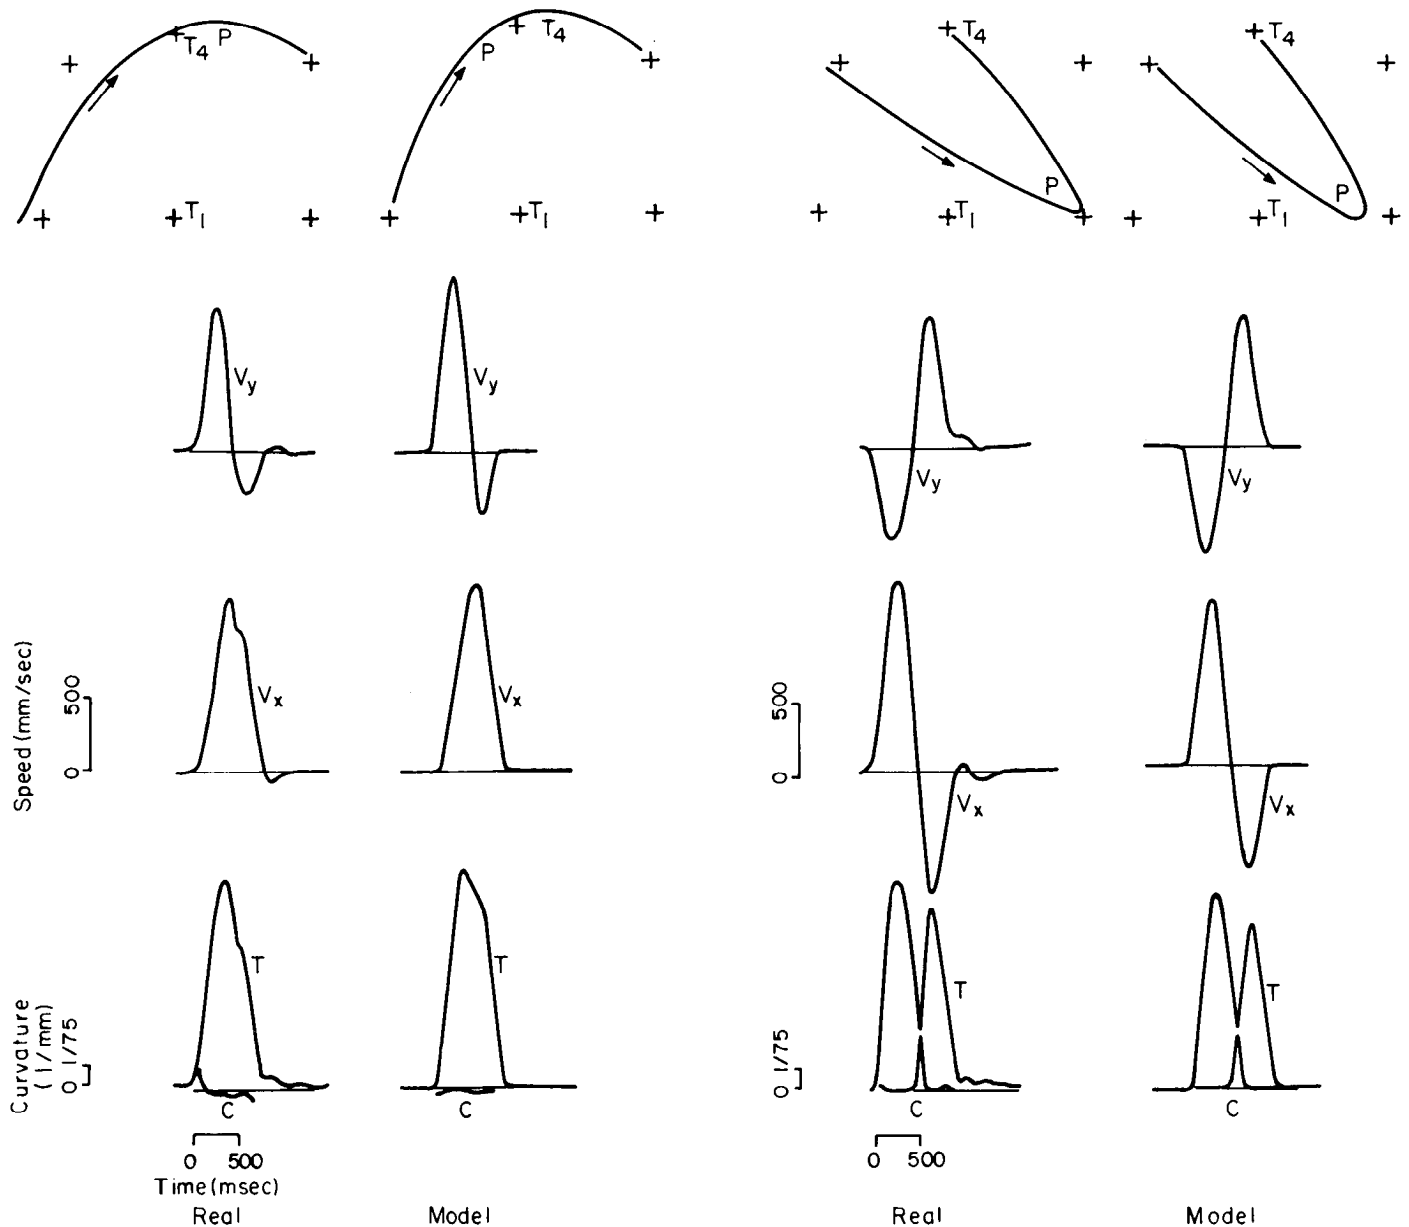 T4 P
T1
P T4
T1
T4
P
T1
T4
P
T1
Vy
Vy
Vy
Vy
Speed (mm/sec)
0 500
Vx
Vx
0 500
Vx
Vx
Curvature
(1/mm)
0 1/75
T
C
T
C
0 1/75
T
C
T
C
0 500
Time (msec)
0 500
Real
Model
Real
Model